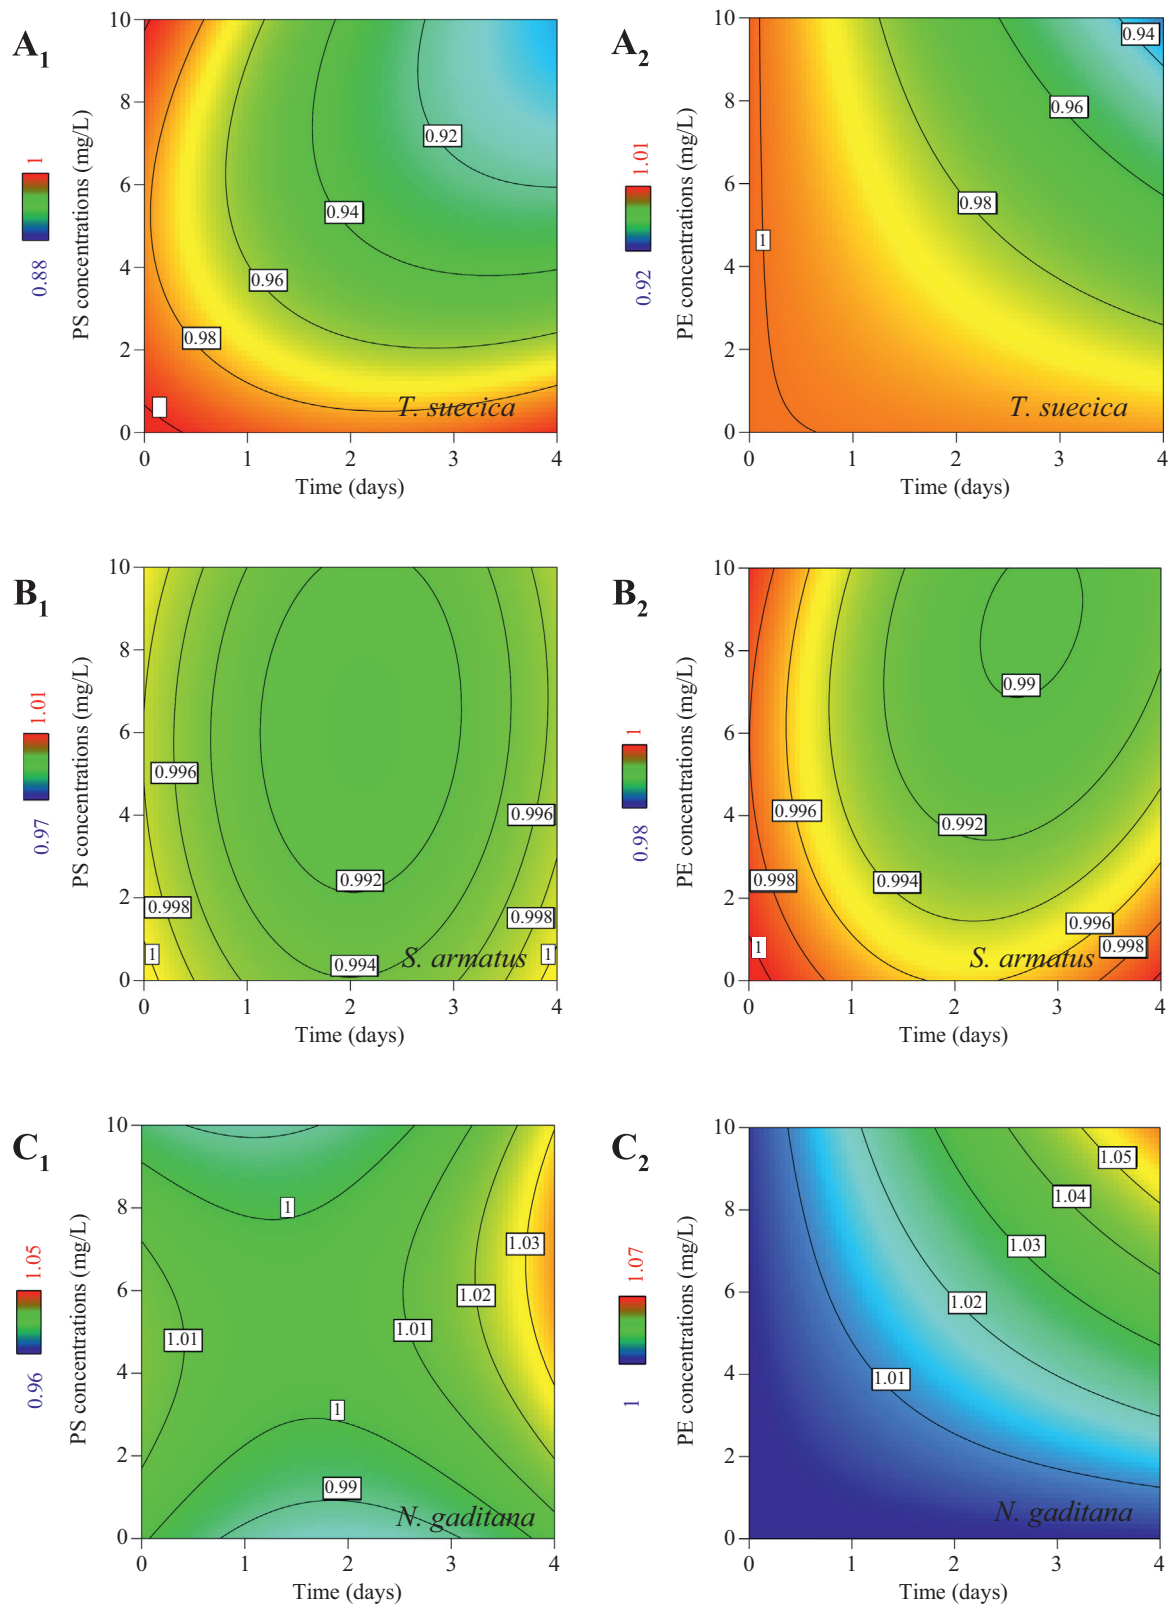 A1
1
0.88
PS concentrations (mg/L)
10
8
6
4
2
0
0.92
0.94
0.96
0.98
T. suecica
0 1 2 3 4
Time (days)
A2
1.01
0.92
PE concentrations (mg/L)
10
8
6
4
2
0
0.94
0.96
0.98
1
T. suecica
0 1 2 3 4
Time (days)
B1
1.01
0.97
PS concentrations (mg/L)
10
8
6
4
2
0
0.996
0.996
0.992
0.998
0.998
1
0.994
1
S. armatus
0 1 2 3 4
Time (days)
B2
1
0.98
PE concentrations (mg/L)
10
8
6
4
2
0
0.99
0.996
0.992
0.998
0.994
0.996
0.998
1
S. armatus
0 1 2 3 4
Time (days)
C1
1.05
0.96
PS concentrations (mg/L)
10
8
6
4
2
0
1
1.03
1.02
1.01
1.01
1
0.99
N. gaditana
0 1 2 3 4
Time (days)
C2
1.07
1
PE concentrations (mg/L)
10
8
6
4
2
0
1.05
1.04
1.03
1.02
1.01
N. gaditana
0 1 2 3 4
Time (days)